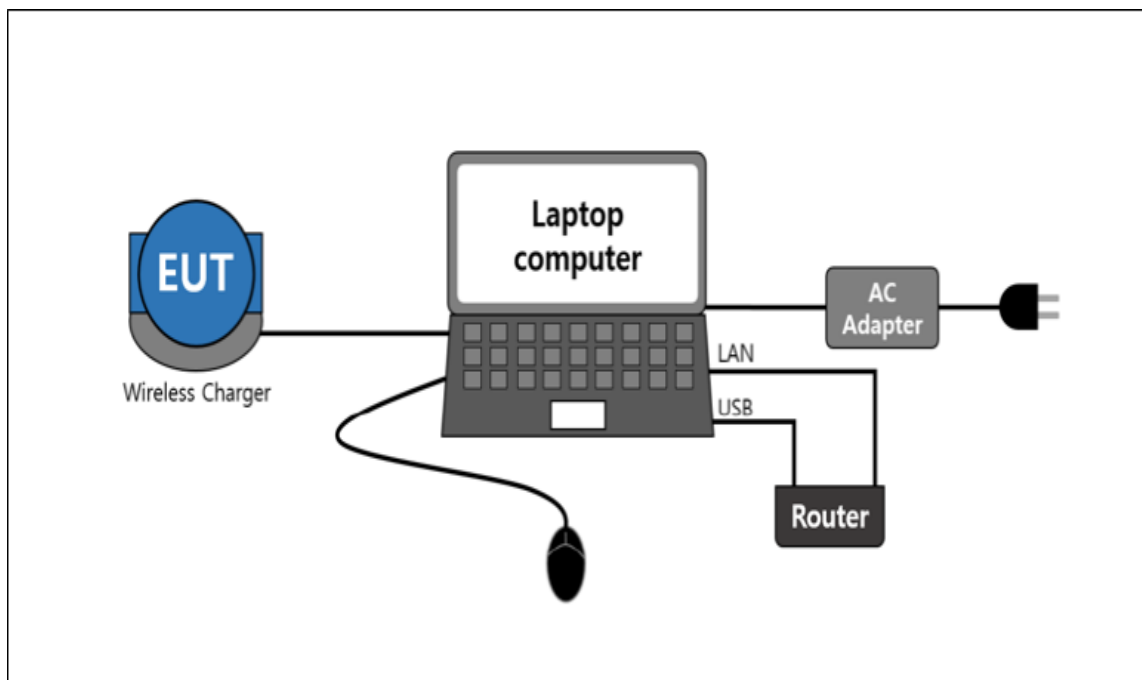 Laptop
computer
EUT
Wireless Charger
AC
Adapter
LAN
USB
Router